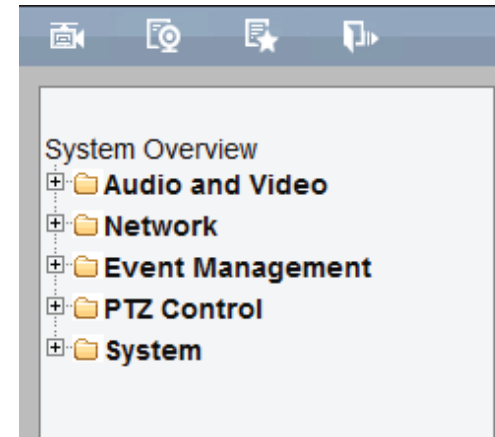 System Overview
Audio and Video
Network
Event Management
PTZ Control
System